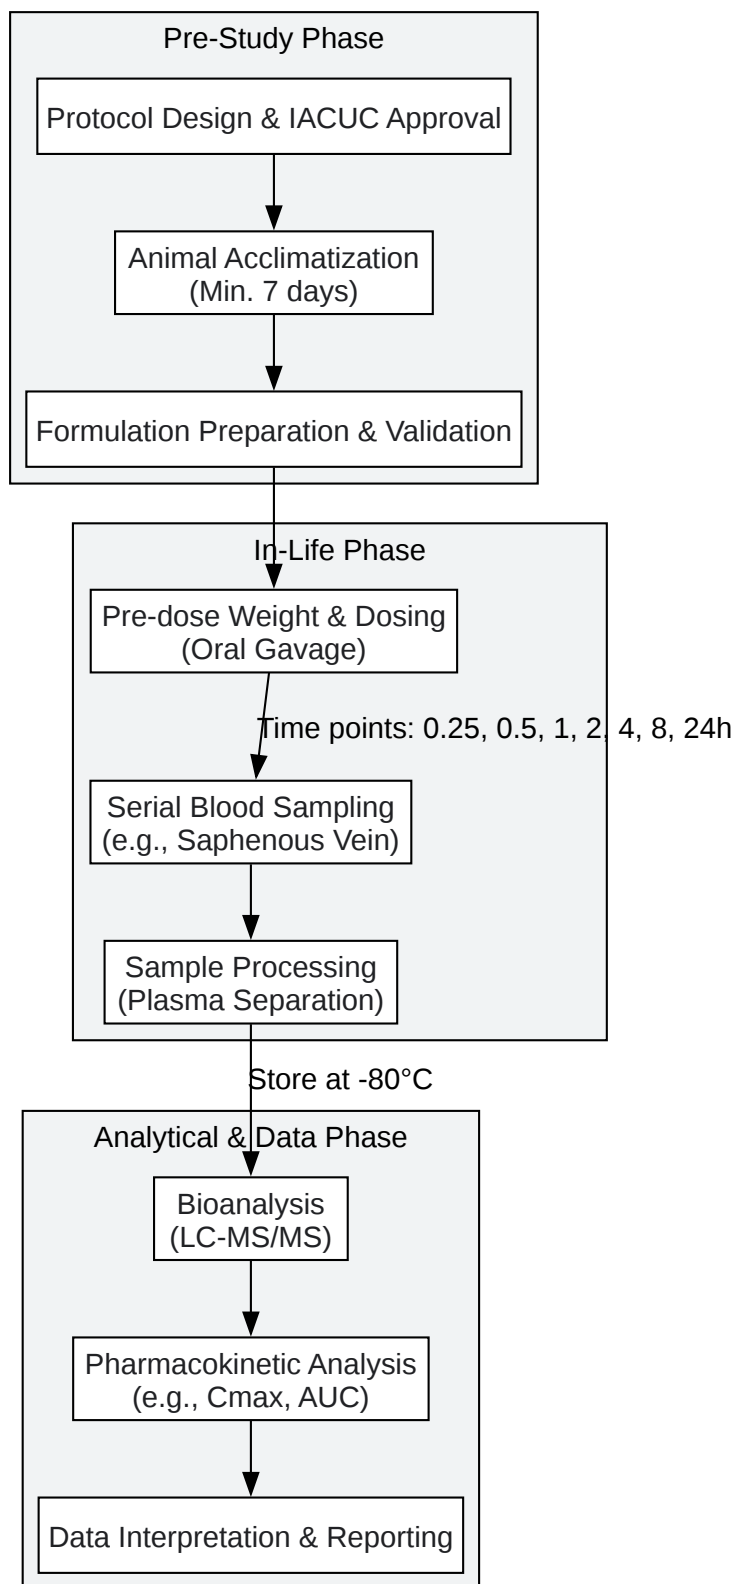 Pre-Study Phase
Protocol Design & IACUC Approval
Animal Acclimatization
(Min. 7 days)
Formulation Preparation & Validation
In-Life Phase
Pre-dose Weight & Dosing
(Oral Gavage)
Time points: 0.25, 0.5, 1, 2, 4, 8, 24h
Serial Blood Sampling
(e.g., Saphenous Vein)
Sample Processing
(Plasma Separation)
Store at -80°C
Analytical & Data Phase
Bioanalysis
(LC-MS/MS)
Pharmacokinetic Analysis
(e.g., Cmax, AUC)
Data Interpretation & Reporting